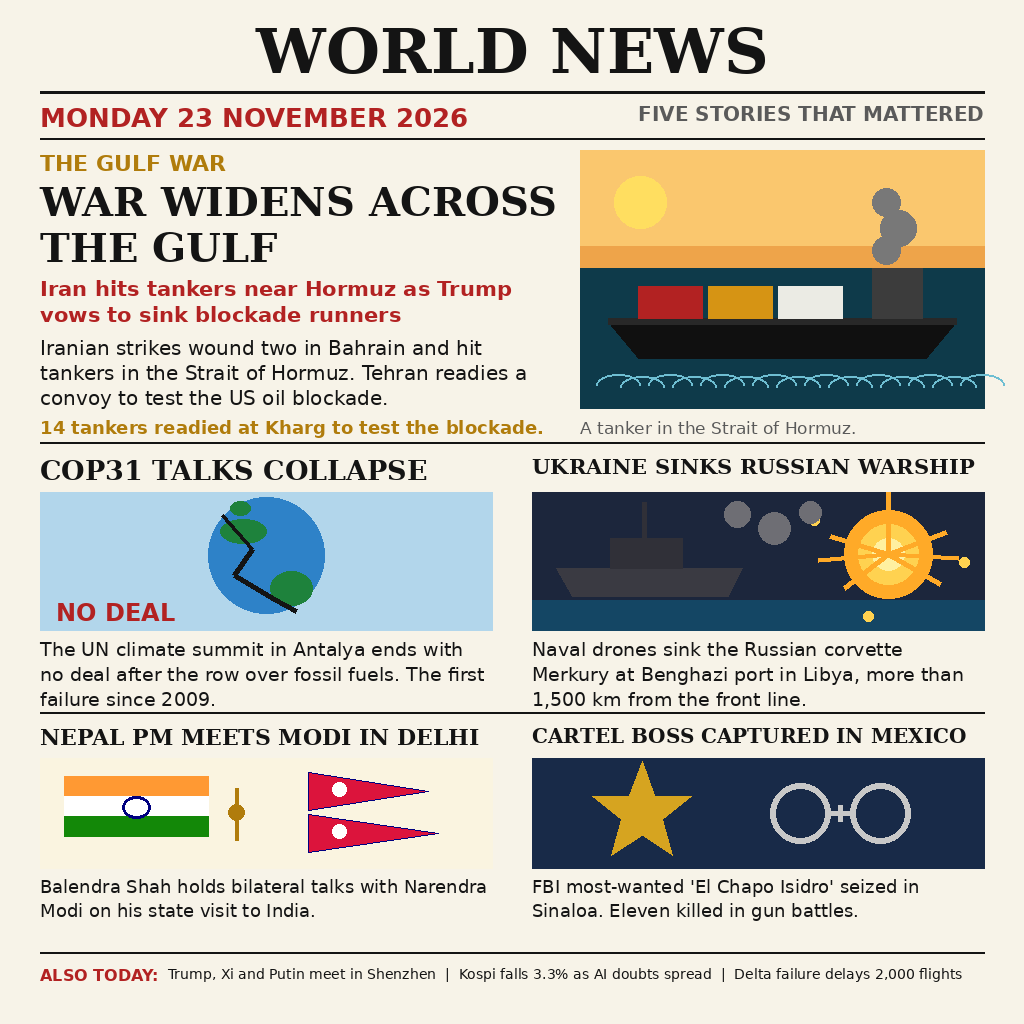 WORLD NEWS
MONDAY 23 NOVEMBER 2026
FIVE STORIES THAT MATTERED
THE GULF WAR
WAR WIDENS ACROSS
THE GULF
Iran hits tankers near Hormuz as Trump
vows to sink blockade runners
Iranian strikes wound two in Bahrain and hit
tankers in the Strait of Hormuz. Tehran readies a
convoy to test the US oil blockade.
14 tankers readied at Kharg to test the blockade.
A tanker in the Strait of Hormuz.
COP31 TALKS COLLAPSE
NO DEAL
The UN climate summit in Antalya ends with
no deal after the row over fossil fuels. The first
failure since 2009.
UKRAINE SINKS RUSSIAN WARSHIP
Naval drones sink the Russian corvette
Merkury at Benghazi port in Libya, more than
1,500 km from the front line.
NEPAL PM MEETS MODI IN DELHI
Balendra Shah holds bilateral talks with Narendra
Modi on his state visit to India.
CARTEL BOSS CAPTURED IN MEXICO
FBI most-wanted 'El Chapo Isidro' seized in
Sinaloa. Eleven killed in gun battles.
ALSO TODAY: Trump, Xi and Putin meet in Shenzhen | Kospi falls 3.3% as AI doubts spread | Delta failure delays 2,000 flights